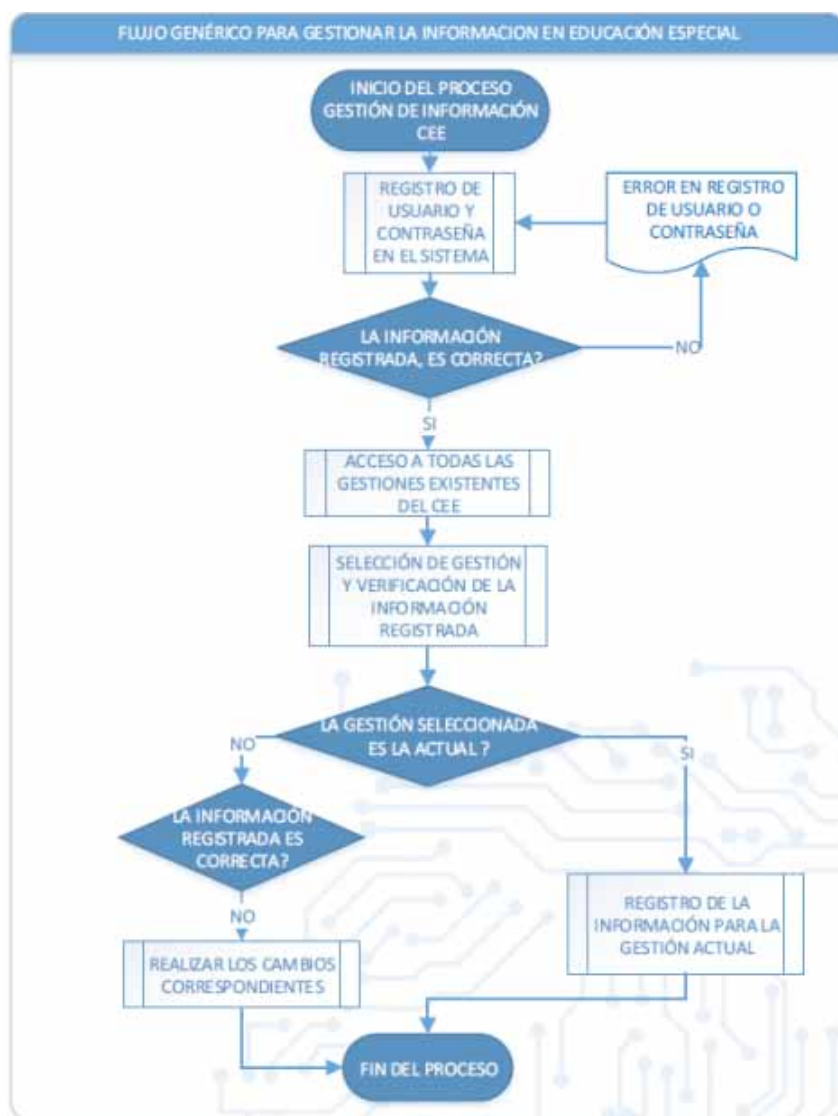 FLUJO GENÉRICO PARA GESTIONAR LA INFORMACION EN EDUCACIÓN ESPECIAL
INICIO DEL PROCESO
GESTIÓN DE INFORMACIÓN
CEE
REGISTRO DE
USUARIO Y
CONTRASEÑA
EN EL SISTEMA
ERROR EN REGISTRO
DE USUARIO O
CONTRASEÑA
LA INFORMACIÓN
REGISTRADA, ES CORRECTA?
NO
SI
ACCESO A TODAS LAS
GESTIONES EXISTENTES
DEL CEE
SELECCIÓN DE GESTIÓN
Y VERIFICACIÓN DE LA
INFORMACIÓN
REGISTRADA
LA GESTIÓN SELECCIONADA
ES LA ACTUAL ?
NO
SI
LA INFORMACIÓN
REGISTRADA ES
CORRECTA?
NO
REALIZAR LOS CAMBIOS
CORRESPONDIENTES
REGISTRO DE LA
INFORMACIÓN PARA LA
GESTIÓN ACTUAL
FIN DEL PROCESO